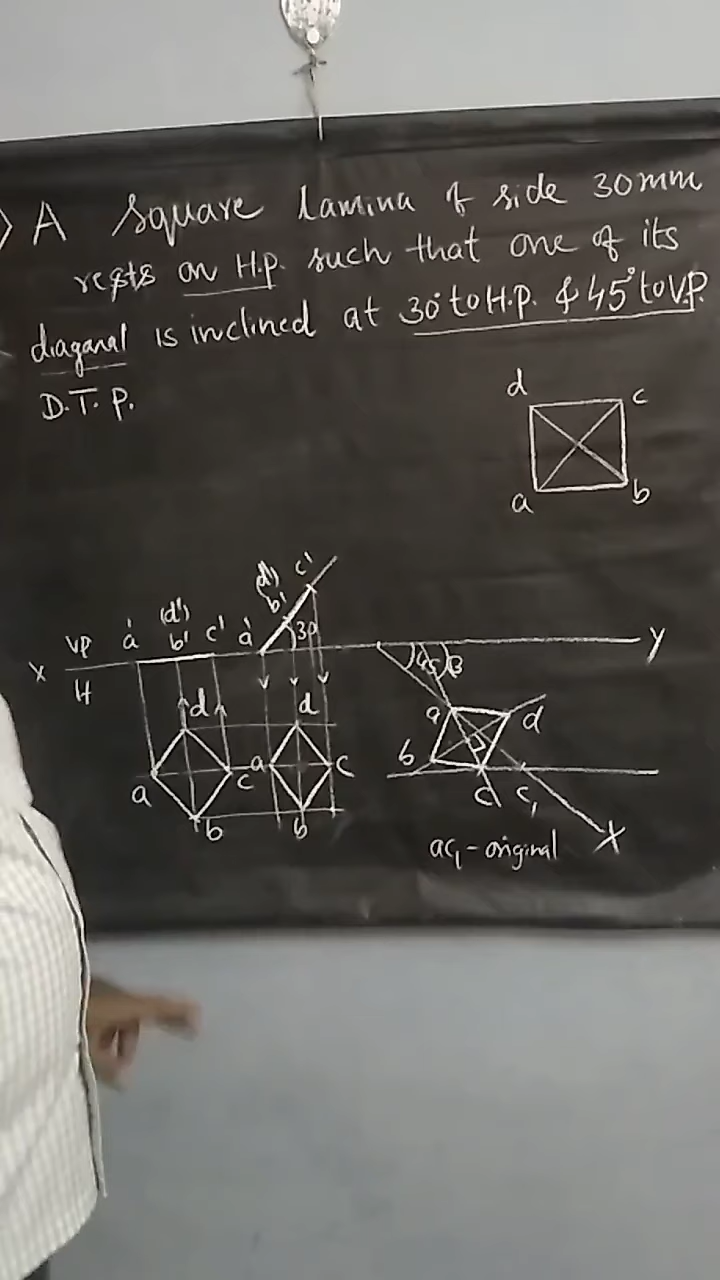 ) A Square lamina of side 30mm
rests on H.p. such that one of its
diaganal is inclined at 30° to H.p. & 45° to V.P.
D.T.P.
d c
a b
X VP a' (d') b' c' a' (d') b' c' 30 45 β Y
H
d d a d
a c a c b
b b c c1
ac1 - original X